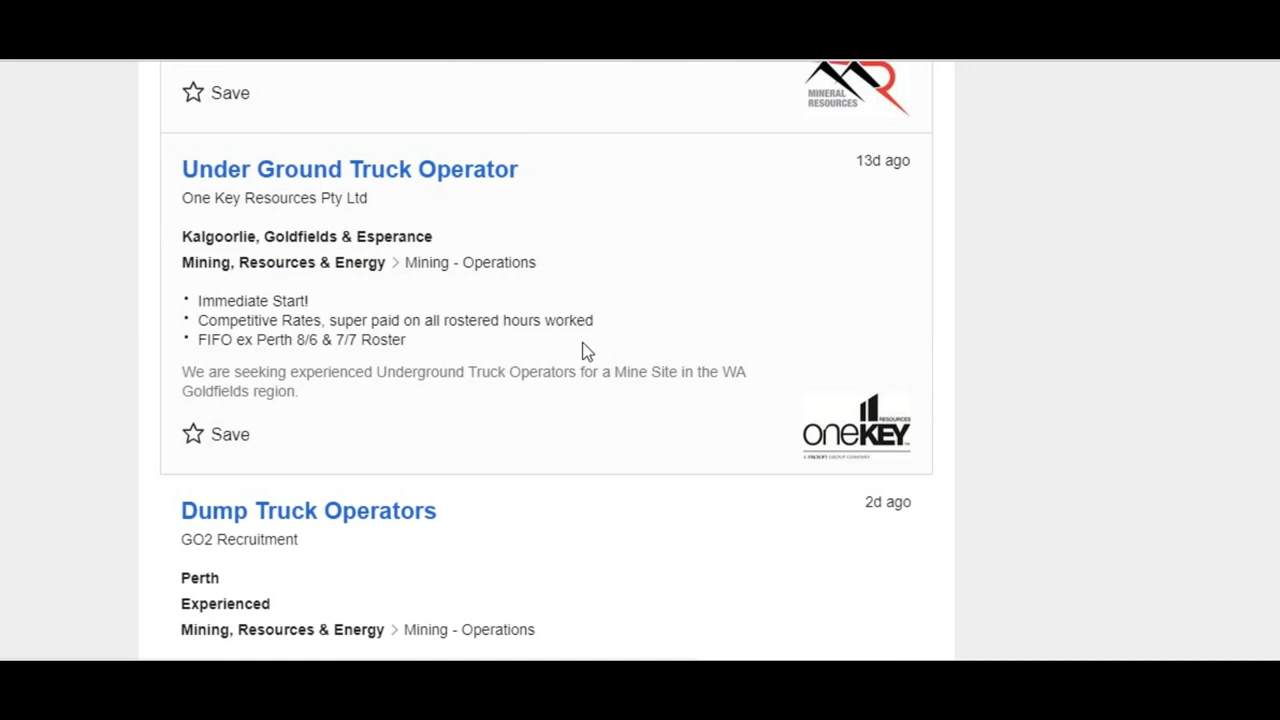 Save
MINERAL
RESOURCES
Under Ground Truck Operator
13d ago
One Key Resources Pty Ltd
Kalgoorlie, Goldfields & Esperance
Mining, Resources & Energy > Mining - Operations
• Immediate Start!
• Competitive Rates, super paid on all rostered hours worked
• FIFO ex Perth 8/6 & 7/7 Roster
We are seeking experienced Underground Truck Operators for a Mine Site in the WA
Goldfields region.
Save
RESOURCES
oneKEY
Dump Truck Operators
2d ago
GO2 Recruitment
Perth
Experienced
Mining, Resources & Energy > Mining - Operations